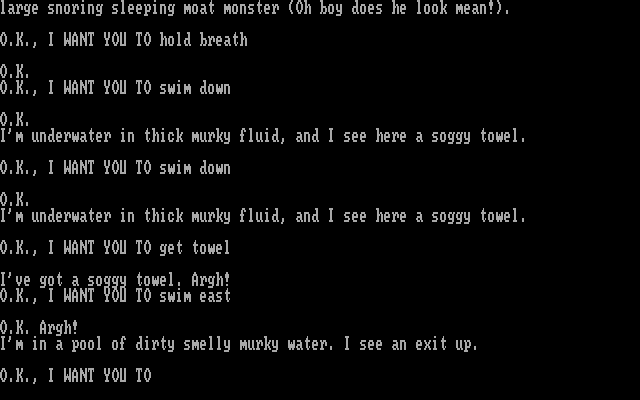 large snoring sleeping moat monster (Oh boy does he look mean!).
O.K., I WANT YOU TO hold breath
O.K.
O.K., I WANT YOU TO swim down
O.K.
I'm underwater in thick murky fluid, and I see here a soggy towel.
O.K., I WANT YOU TO swim down
O.K.
I'm underwater in thick murky fluid, and I see here a soggy towel.
O.K., I WANT YOU TO get towel
I've got a soggy towel. Argh!
O.K., I WANT YOU TO swim east
O.K. Argh!
I'm in a pool of dirty smelly murky water. I see an exit up.
O.K., I WANT YOU TO